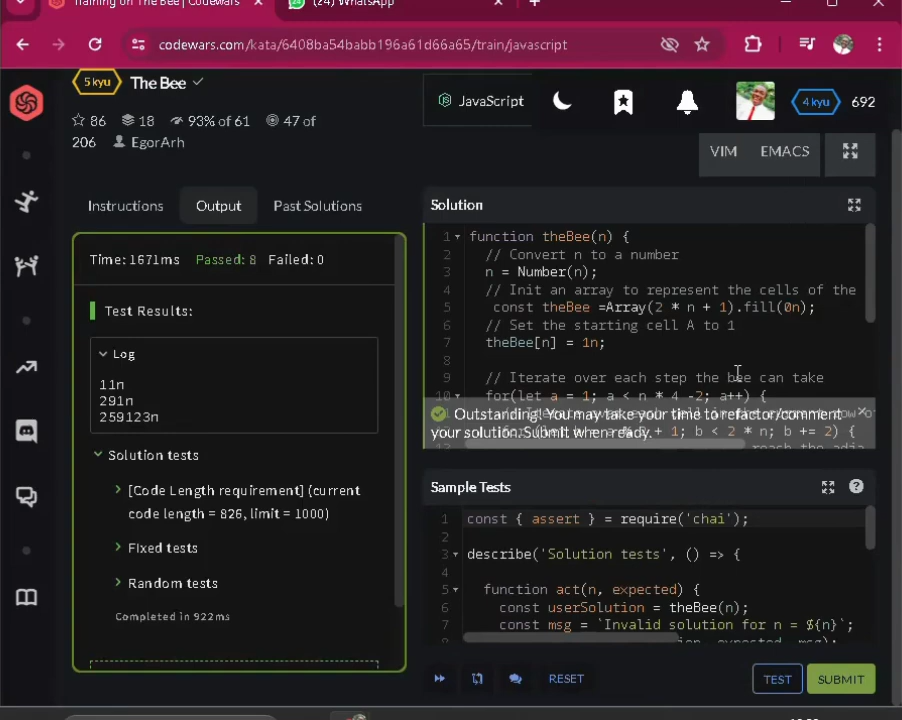 Training on The Bee | Codewars
(24) WhatsApp
codewars.com/kata/6408ba54babb196a61d66a65/train/javascript
5 kyu
The Bee
JavaScript
4 kyu
692
86
18
93% of 61
47 of
206
EgorArh
VIM
EMACS
Instructions
Output
Past Solutions
Time: 1671ms Passed: 8 Failed: 0
Test Results:
Log
11n
291n
259123n
Solution tests
[Code Length requirement] (current
code length = 826, limit = 1000)
Fixed tests
Random tests
Completed in 922ms
Solution
1 function theBee(n) {
2 // Convert n to a number
3 n = Number(n);
4 // Init an array to represent the cells of the
5 const theBee =Array(2 * n + 1).fill(0n);
6 // Set the starting cell A to 1
7 theBee[n] = 1n;
8
9 // Iterate over each step the bee can take
10 for(let a = 1; a < n * 4 -2; a++) {
Outstanding! You may take your time to refactor/comment
your solution. Submit when ready.
+ 1; b < 2 * n; b += 2) {
Sample Tests
1 const { assert } = require('chai');
2
3 describe('Solution tests', () => {
4
5 function act(n, expected) {
6 const userSolution = theBee(n);
7 const msg = `Invalid solution for n = ${n}`;
RESET
TEST
SUBMIT